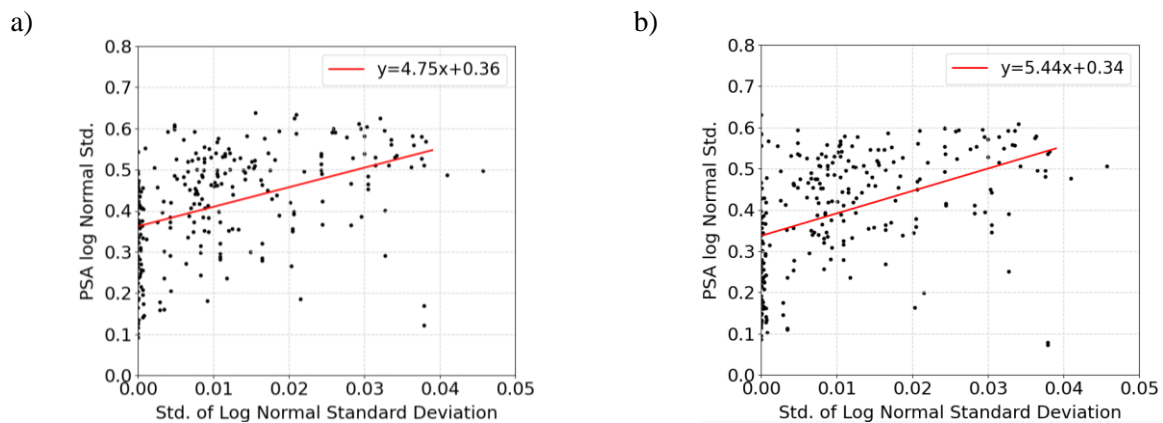 a)
0.8
0.7
0.6
0.5
0.4
0.3
0.2
0.1
0.0
PSA log Normal Std.
y=4.75x+0.36
0.00 0.01 0.02 0.03 0.04 0.05
Std. of Log Normal Standard Deviation
b)
0.8
0.7
0.6
0.5
0.4
0.3
0.2
0.1
0.0
PSA log Normal Std.
y=5.44x+0.34
0.00 0.01 0.02 0.03 0.04 0.05
Std. of Log Normal Standard Deviation